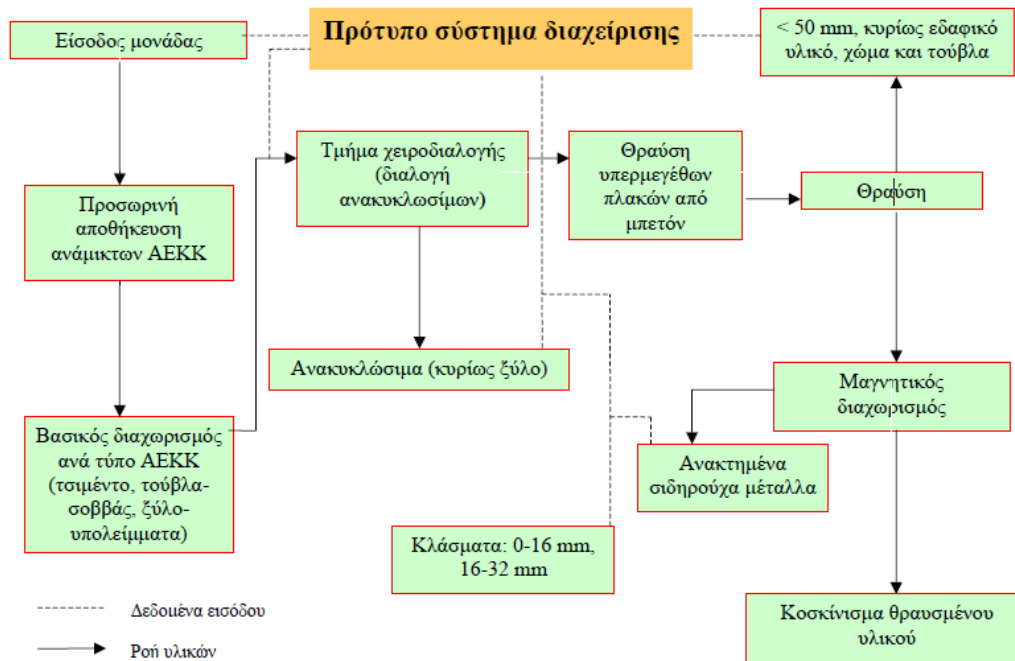 Είσοδος μονάδας
Πρότυπο σύστημα διαχείρισης
< 50 mm, κυρίως εδαφικό
υλικό, χώμα και τούβλα
Τμήμα χειροδιαλογής
(διαλογή
ανακυκλωσίμων)
Θραύση
υπερμεγέθων
πλακών από
μπετόν
Θραύση
Προσωρινή
αποθήκευση
ανάμικτων ΑΕΚΚ
Ανακυκλώσιμα (κυρίως ξύλο)
Μαγνητικός
διαχωρισμός
Βασικός διαχωρισμός
ανά τύπο ΑΕΚΚ
(τσιμέντο, τούβλα-
σοββάς, ξύλο-
υπολείμματα)
Ανακτημένα
σιδηρούχα μέταλλα
Κλάσματα: 0-16 mm,
16-32 mm
Κοσκίνισμα θραυσμένου
υλικού
Δεδομένα εισόδου
Ροή υλικών